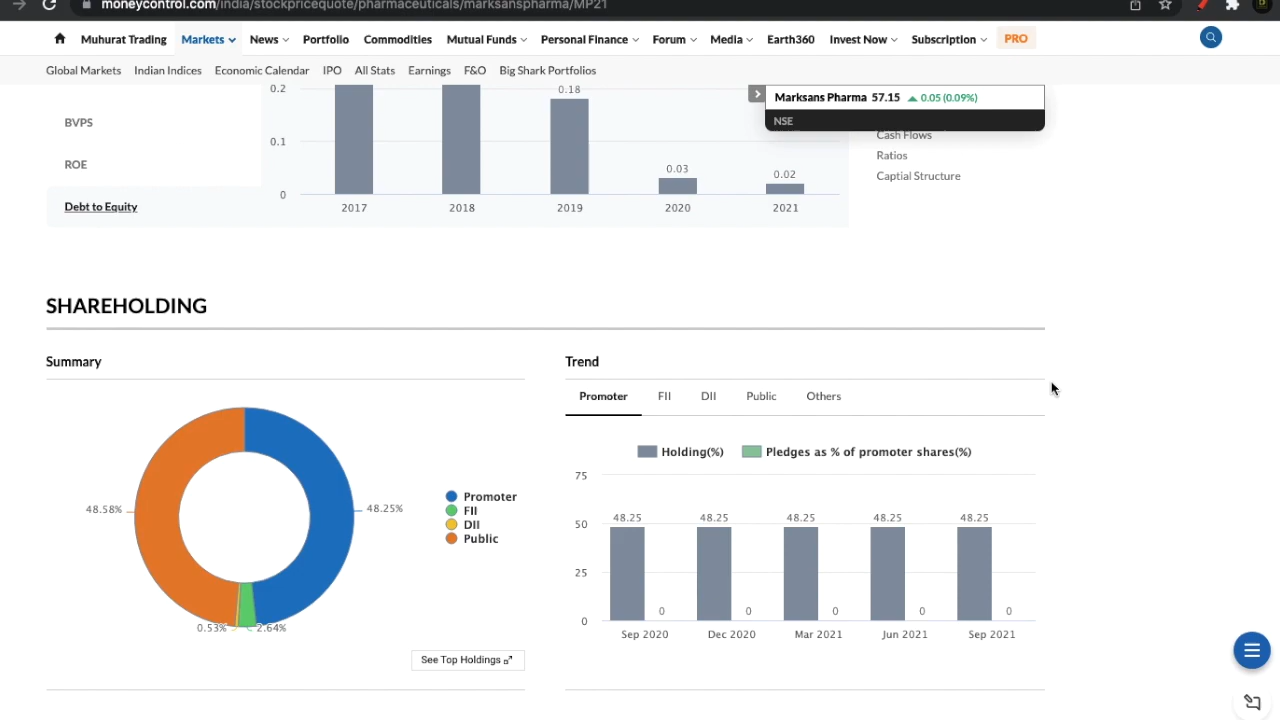 moneycontrol.com/india/stockpricequote/pharmaceuticals/marksanspharma/MP21
Muhurat Trading Markets News Portfolio Commodities Mutual Funds Personal Finance Forum Media Earth360 Invest Now Subscription PRO
Global Markets Indian Indices Economic Calendar IPO All Stats Earnings F&O Big Shark Portfolios
Marksans Pharma 57.15 0.05 (0.09%)
NSE
BVPS
ROE
Debt to Equity
0.2
0.1
0
0.18
0.03
0.02
2017 2018 2019 2020 2021
Cash Flows
Ratios
Captial Structure
SHAREHOLDING
Summary
48.58%
48.25%
0.53%
2.64%
Promoter
FII
DII
Public
See Top Holdings
Trend
Promoter FII DII Public Others
Holding(%) Pledges as % of promoter shares(%)
75
50
25
0
48.25 48.25 48.25 48.25 48.25
0 0 0 0 0
Sep 2020 Dec 2020 Mar 2021 Jun 2021 Sep 2021